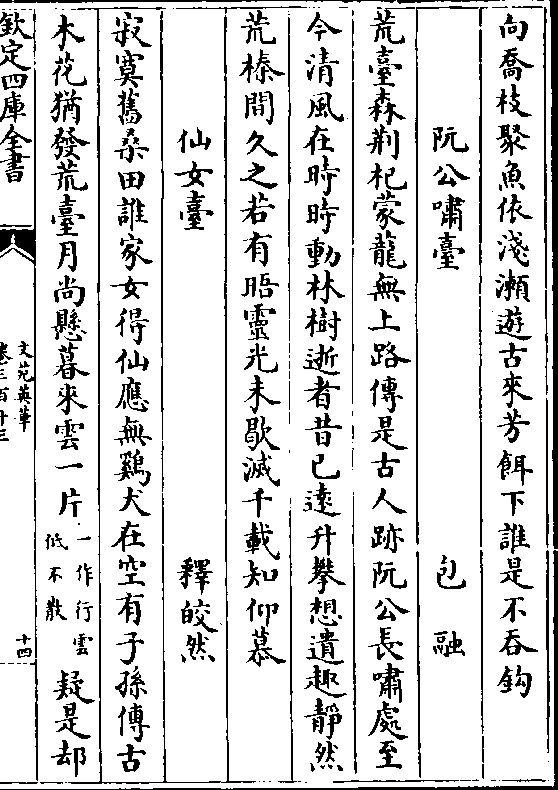 向喬枝聚魚依淺瀨遊古來芳餌下誰是不吞鈎
阮公嘯臺　包融
荒臺森荆杞蒙龍無上路傳是古人跡阮公長嘯處至
今清風在時時動林樹逝者昔已遠升攀想遺趣静然
荒榛間久之若有晤靈光未歇滅千載知仰慕
仙女臺　釋皎然
寂寞舊桑田誰家女得仙應無鷄犬在空有子孫傳古
木花猶發荒臺月尚懸暮來雲一片一作行雲低不散疑是却
欽定四庫全書
文苑英華
卷三百十三
十四